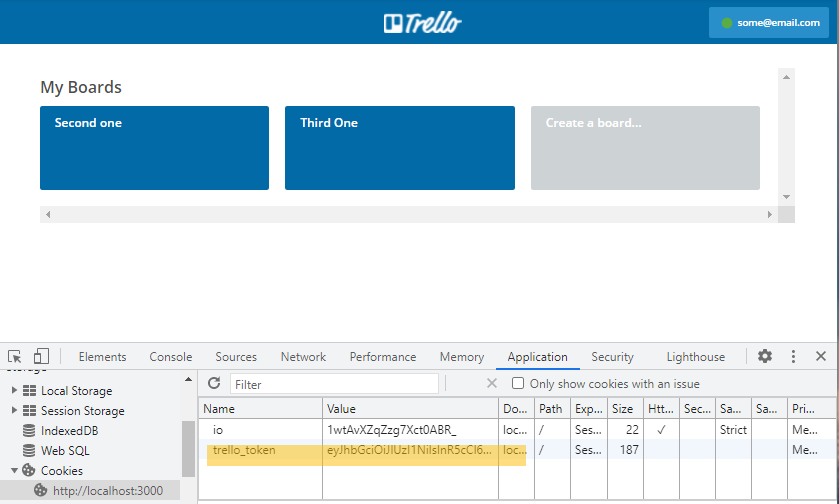 Trello
some@email.com
My Boards
Second one
Third One
Create a board...
Elements
Console
Sources
Network
Performance
Memory
Application
Security
Lighthouse
Local Storage
Session Storage
IndexedDB
Web SQL
Cookies
http://localhost:3000
Filter
Only show cookies with an issue
Name Value Do... Path Exp... Size Htt... Sec... Sa... Sa... Pri...
io 1wtAvXZqZzg7Xct0ABR_ loc... / Ses... 22 ✓ Strict Me...
trello_token eyJhbGciOiJIUzI1NiIsInR5cCI6... loc... / Ses... 187 Me...